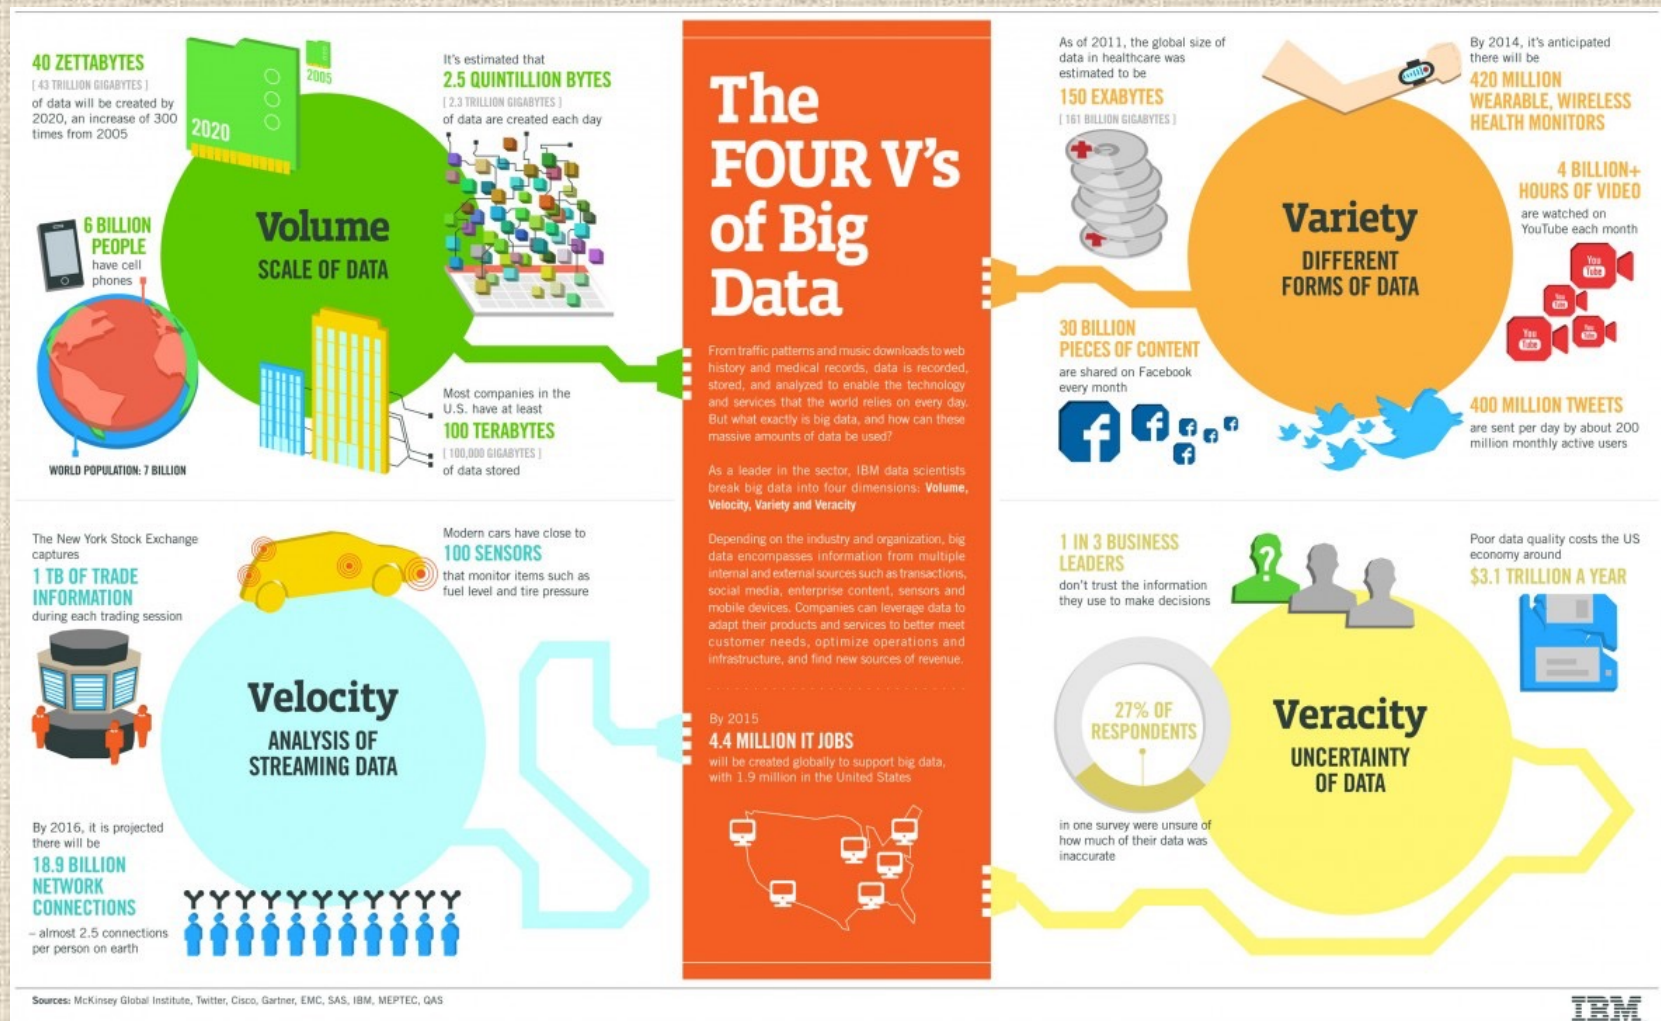 40 ZETTABYTES
[ 43 TRILLION GIGABYTES ]
of data will be created by
2020, an increase of 300
times from 2005
2020
2005
It's estimated that
2.5 QUINTILLION BYTES
[ 2.3 TRILLION GIGABYTES ]
of data are created each day
6 BILLION
PEOPLE
have cell
phones
WORLD POPULATION: 7 BILLION
Volume
SCALE OF DATA
Most companies in the
U.S. have at least
100 TERABYTES
[ 100,000 GIGABYTES ]
of data stored
The New York Stock Exchange
captures
1 TB OF TRADE
INFORMATION
during each trading session
Modern cars have close to
100 SENSORS
that monitor items such as
fuel level and tire pressure
Velocity
ANALYSIS OF
STREAMING DATA
By 2016, it is projected
there will be
18.9 BILLION
NETWORK
CONNECTIONS
– almost 2.5 connections
per person on earth
The
FOUR V's
of Big
Data
From traffic patterns and music downloads to web
history and medical records, data is recorded,
stored, and analyzed to enable the technology
and services that the world relies on every day.
But what exactly is big data, and how can these
massive amounts of data be used?
As a leader in the sector, IBM data scientists
break big data into four dimensions: Volume,
Velocity, Variety and Veracity
Depending on the industry and organization, big
data encompasses information from multiple
internal and external sources such as transactions,
social media, enterprise content, sensors and
mobile devices. Companies can leverage data to
adapt their products and services to better meet
customer needs, optimize operations and
infrastructure, and find new sources of revenue.
By 2015
4.4 MILLION IT JOBS
will be created globally to support big data,
with 1.9 million in the United States
As of 2011, the global size of
data in healthcare was
estimated to be
150 EXABYTES
[ 161 BILLION GIGABYTES ]
By 2014, it's anticipated
there will be
420 MILLION
WEARABLE, WIRELESS
HEALTH MONITORS
4 BILLION+
HOURS OF VIDEO
are watched on
YouTube each month
You
Tube
You
Tube
You
Tube
You
Tube
Variety
DIFFERENT
FORMS OF DATA
30 BILLION
PIECES OF CONTENT
are shared on Facebook
every month
f
f
f
f
f
f
400 MILLION TWEETS
are sent per day by about 200
million monthly active users
1 IN 3 BUSINESS
LEADERS
don't trust the information
they use to make decisions
?
Poor data quality costs the US
economy around
$3.1 TRILLION A YEAR
27% OF
RESPONDENTS
in one survey were unsure of
how much of their data was
inaccurate
Veracity
UNCERTAINTY
OF DATA
Sources: McKinsey Global Institute, Twitter, Cisco, Gartner, EMC, SAS, IBM, MEPTEC, QAS
IBM